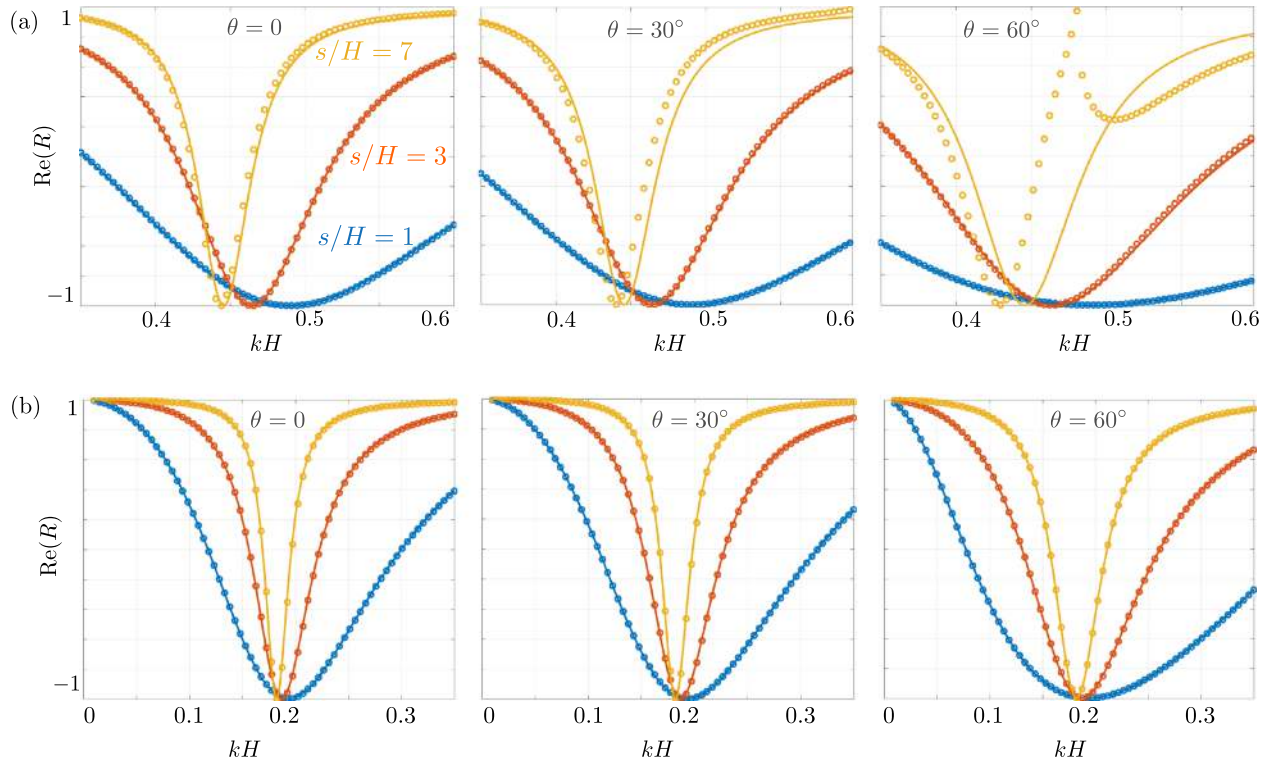 (a)
1
θ = 0
θ = 30°
θ = 60°
s/H = 7
s/H = 3
s/H = 1
Re(R)
−1
0.4 0.5 0.6
0.4 0.5 0.6
0.4 0.5 0.6
kH kH kH
(b)
1
θ = 0
θ = 30°
θ = 60°
Re(R)
−1
0 0.1 0.2 0.3
0 0.1 0.2 0.3
0 0.1 0.2 0.3
kH kH kH